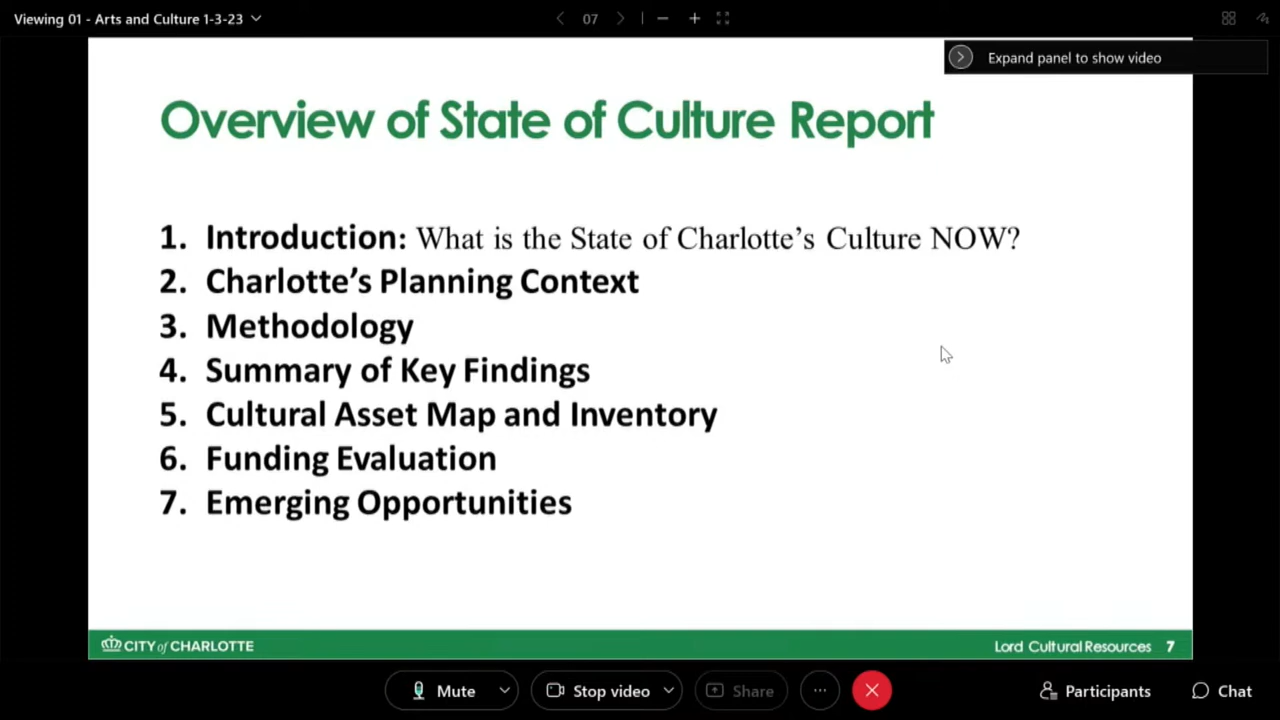 Viewing 01 - Arts and Culture 1-3-23
07
Expand panel to show video
Overview of State of Culture Report
1. Introduction: What is the State of Charlotte’s Culture NOW?
2. Charlotte’s Planning Context
3. Methodology
4. Summary of Key Findings
5. Cultural Asset Map and Inventory
6. Funding Evaluation
7. Emerging Opportunities
CITY of CHARLOTTE
Lord Cultural Resources 7
Mute
Stop video
Share
Participants
Chat